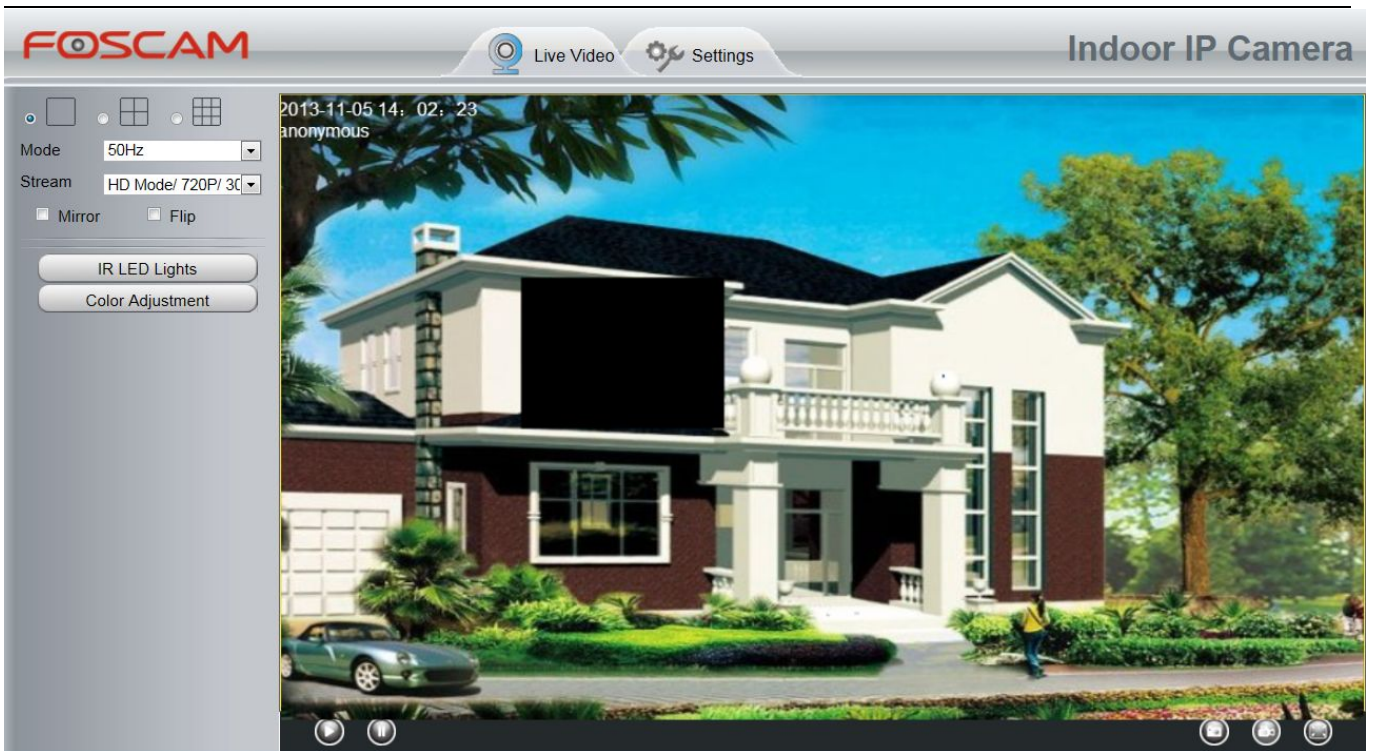 FOSCAM
Live Video
Settings
Indoor IP Camera
Mode
50Hz
Stream
HD Mode/ 720P/ 30
Mirror
Flip
IR LED Lights
Color Adjustment
2013-11-05 14：02：23
anonymous